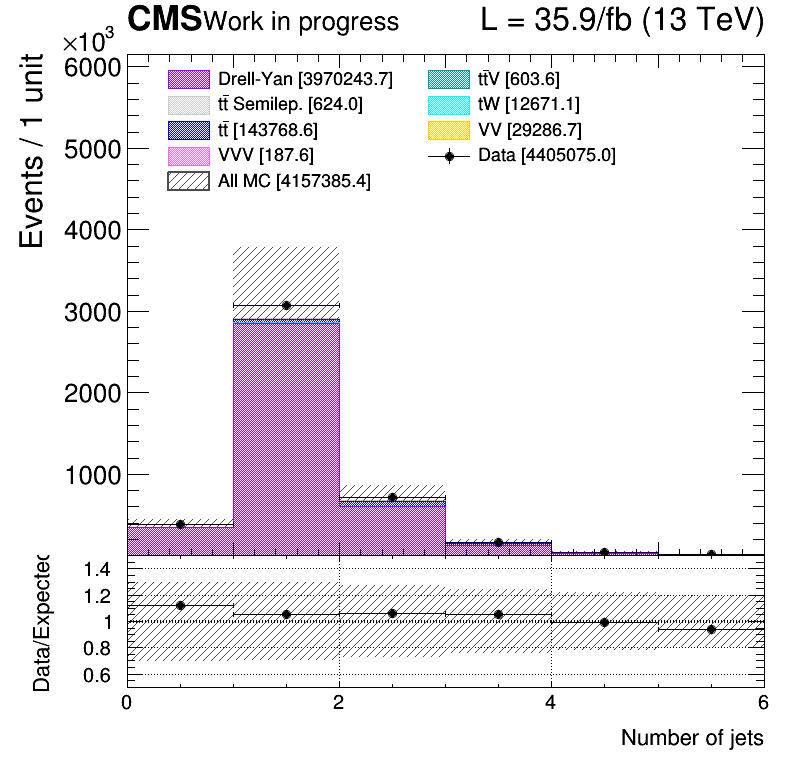 CMS Work in progress L = 35.9/fb (13 TeV)
×10³
Events / 1 unit
6000
5000
4000
3000
2000
1000
Drell-Yan [3970243.7]
tt̄ Semilep. [624.0]
tt̄ [143768.6]
VVV [187.6]
All MC [4157385.4]
tt̄V [603.6]
tW [12671.1]
VV [29286.7]
Data [4405075.0]
Data/Expected
1.4
1.2
1
0.8
0.6
0 2 4 6
Number of jets